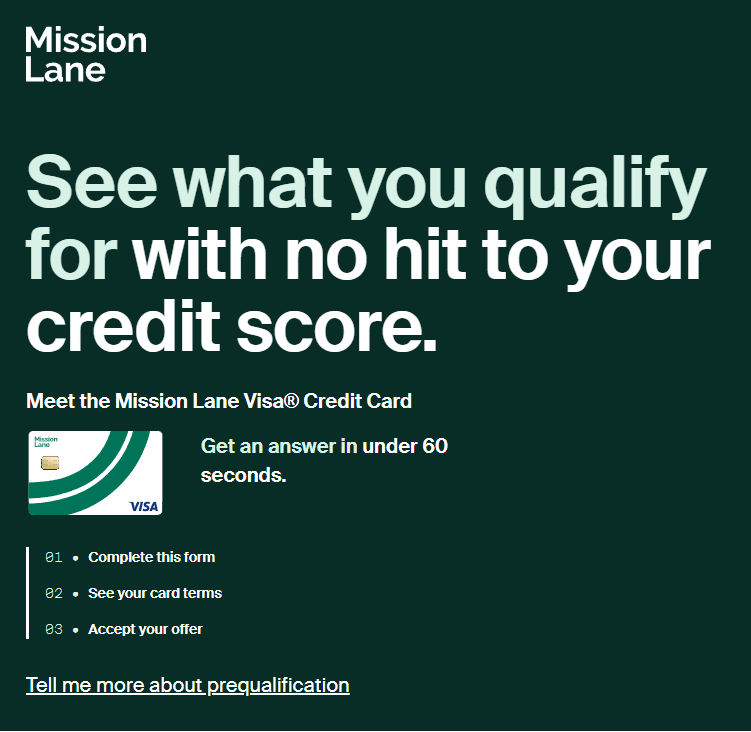 Mission
Lane
See what you qualify
for with no hit to your
credit score.
Meet the Mission Lane Visa® Credit Card
Mission
Lane
VISA
Get an answer in under 60
seconds.
01 • Complete this form
02 • See your card terms
03 • Accept your offer
Tell me more about prequalification